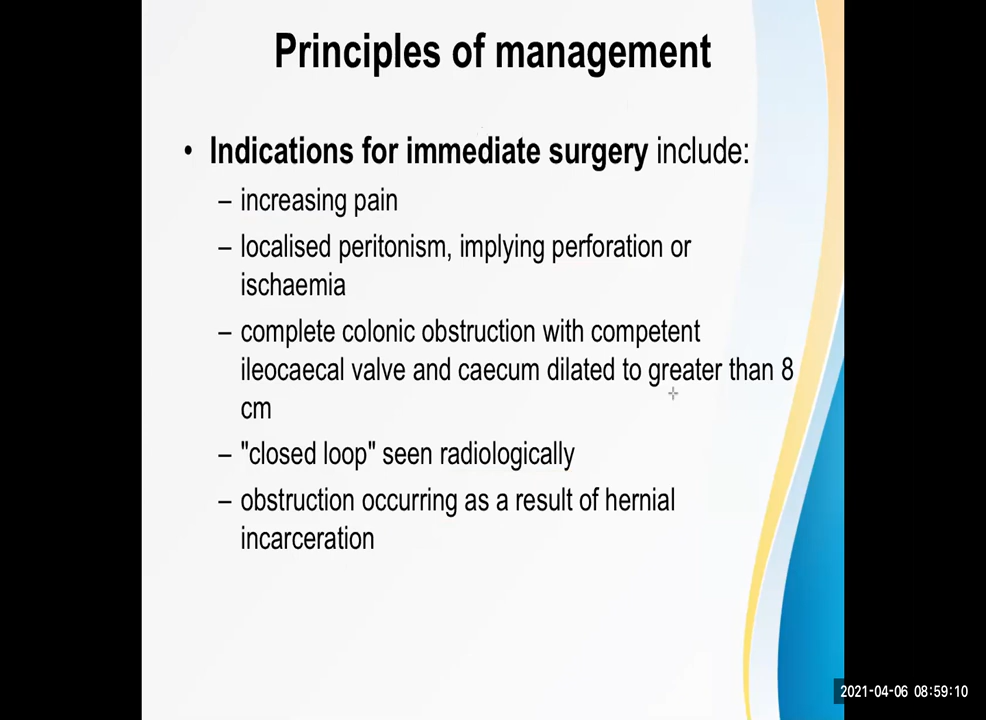 Principles of management
• Indications for immediate surgery include:
– increasing pain
– localised peritonism, implying perforation or
ischaemia
– complete colonic obstruction with competent
ileocaecal valve and caecum dilated to greater than 8
cm
– "closed loop" seen radiologically
– obstruction occurring as a result of hernial
incarceration
2021-04-06 08:59:10